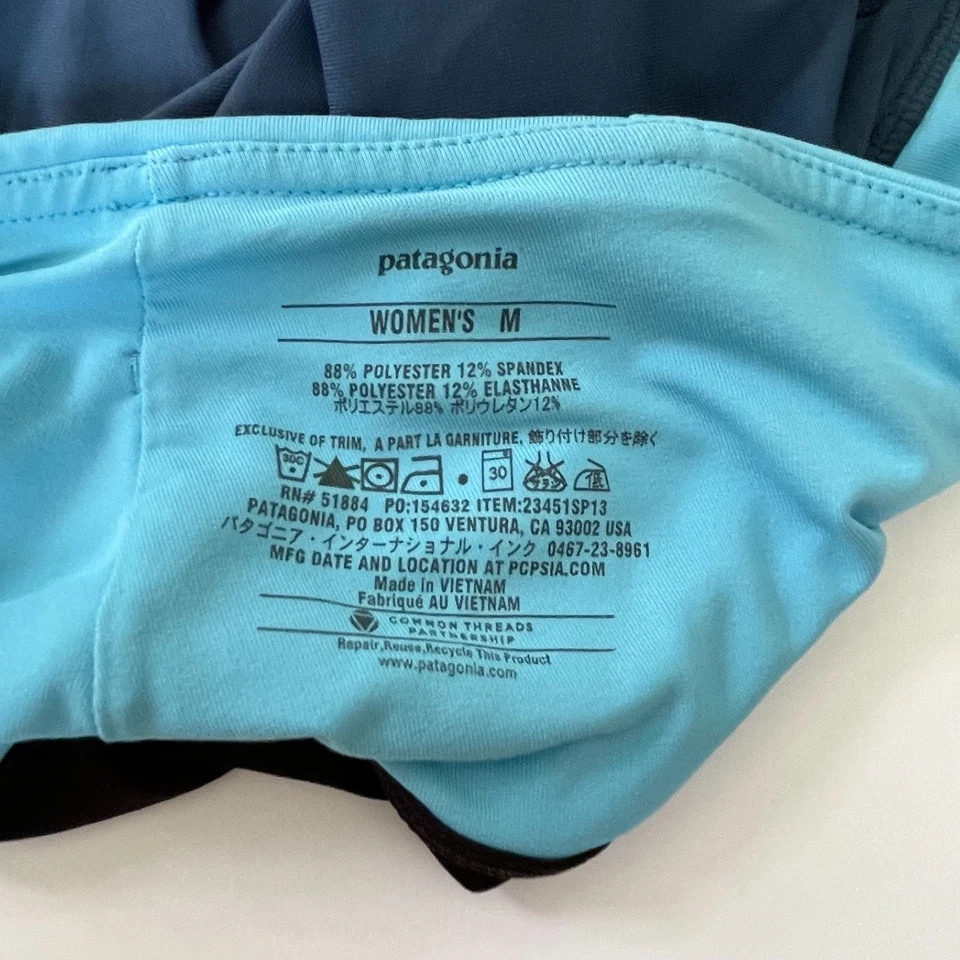 patagonia
WOMEN'S M
88% POLYESTER 12% SPANDEX
88% POLYESTER 12% ELASTHANNE
ポリエステル88% ポリウレタン12%
EXCLUSIVE OF TRIM, A PART LA GARNITURE, 飾り付け部分を除く
30C 30 低
RN# 51884 PO:154632 ITEM:23451SP13
PATAGONIA, PO BOX 150 VENTURA, CA 93002 USA
パタゴニア・インターナショナル・インク 0467-23-8961
MFG DATE AND LOCATION AT PCPSIA.COM
Made in VIETNAM
Fabriqué AU VIETNAM
COMMON THREADS
PARTNERSHIP
Repair,Reuse,Recycle This Product
www.patagonia.com